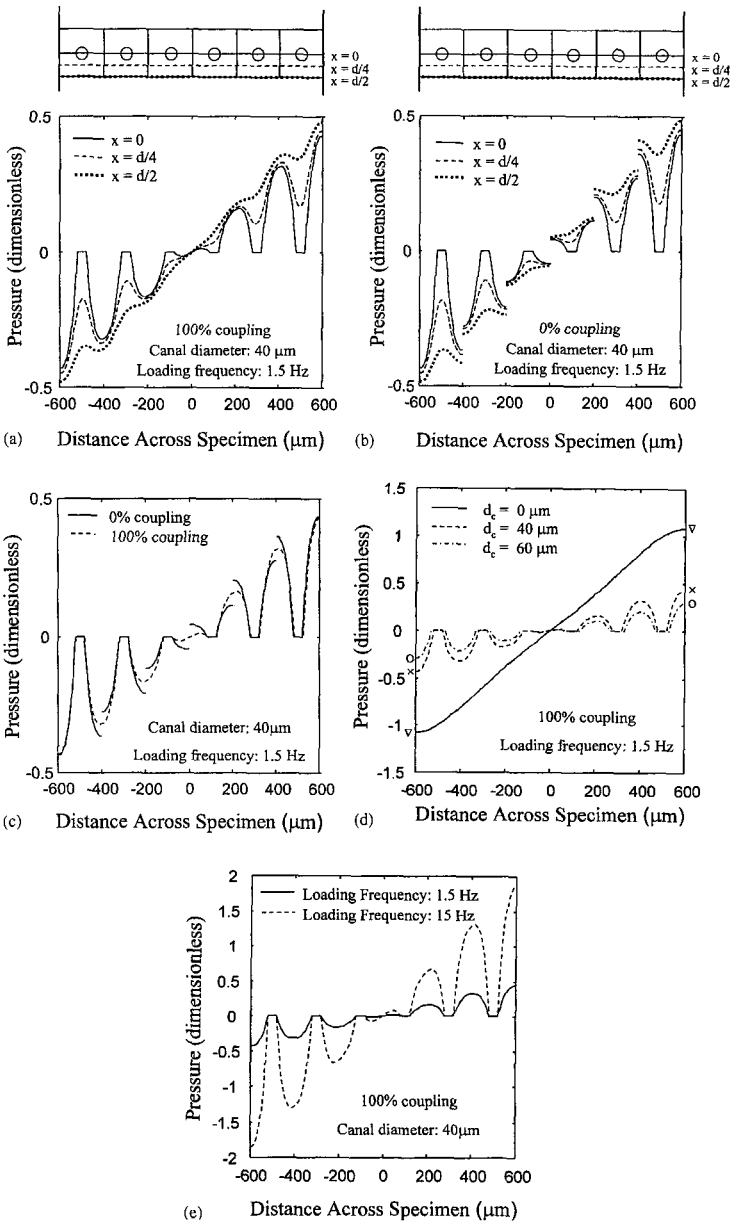 x = 0
x = d/4
x = d/2
x = 0
x = d/4
x = d/2
0.5
0
-0.5
Pressure (dimensionless)
x = 0
x = d/4
x = d/2
100% coupling
Canal diameter: 40 μm
Loading frequency: 1.5 Hz
-600 -400 -200 0 200 400 600
(a) Distance Across Specimen (μm)
0.5
0
-0.5
Pressure (dimensionless)
x = 0
x = d/4
x = d/2
0% coupling
Canal diameter: 40 μm
Loading frequency: 1.5 Hz
-600 -400 -200 0 200 400 600
(b) Distance Across Specimen (μm)
0.5
0
-0.5
Pressure (dimensionless)
0% coupling
100% coupling
Canal diameter: 40μm
Loading frequency: 1.5 Hz
-600 -400 -200 0 200 400 600
(c) Distance Across Specimen (μm)
1.5
1
0.5
0
-0.5
-1
-1.5
Pressure (dimensionless)
d_c = 0 μm
d_c = 40 μm
d_c = 60 μm
100% coupling
Loading frequency: 1.5 Hz
-600 -400 -200 0 200 400 600
(d) Distance Across Specimen (μm)
2
1.5
1
0.5
0
-0.5
-1
-1.5
-2
Pressure (dimensionless)
Loading Frequency: 1.5 Hz
Loading Frequency: 15 Hz
100% coupling
Canal diameter: 40μm
-600 -400 -200 0 200 400 600
(e) Distance Across Specimen (μm)